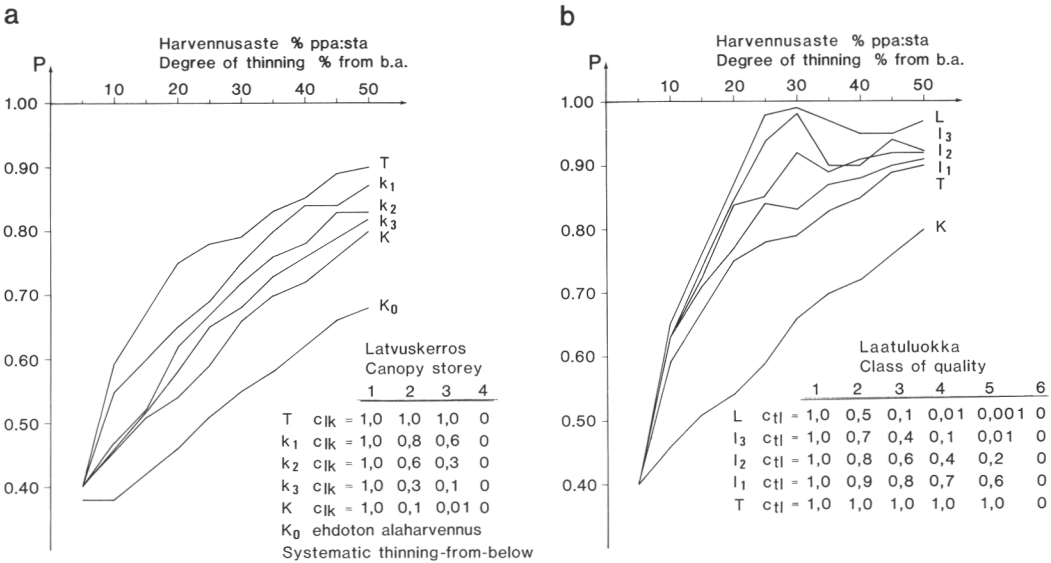 a
Harvennusaste % ppa:sta
Degree of thinning % from b.a.
P
10 20 30 40 50
1.00
0.90
0.80
0.70
0.60
0.50
0.40
T
k1
k2
k3
K
K0
Latvuskerros
Canopy storey
1 2 3 4
T clk = 1,0 1,0 1,0 0
k1 clk = 1,0 0,8 0,6 0
k2 clk = 1,0 0,6 0,3 0
k3 clk = 1,0 0,3 0,1 0
K clk = 1,0 0,1 0,01 0
K0 ehdoton alaharvennus
Systematic thinning-from-below
b
Harvennusaste % ppa:sta
Degree of thinning % from b.a.
P
10 20 30 40 50
1.00
0.90
0.80
0.70
0.60
0.50
0.40
L
l3
l2
l1
T
K
Laatuluokka
Class of quality
1 2 3 4 5 6
L ctl = 1,0 0,5 0,1 0,01 0,001 0
l3 ctl = 1,0 0,7 0,4 0,1 0,01 0
l2 ctl = 1,0 0,8 0,6 0,4 0,2 0
l1 ctl = 1,0 0,9 0,8 0,7 0,6 0
T ctl = 1,0 1,0 1,0 1,0 1,0 0